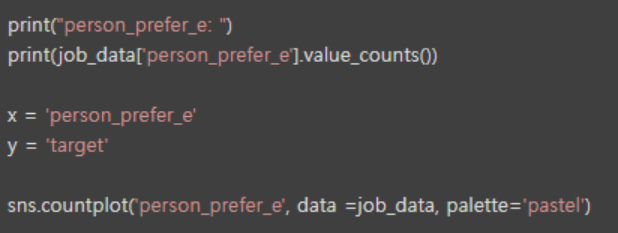 print("person_prefer_e: ")
print(job_data['person_prefer_e'].value_counts())
x = 'person_prefer_e'
y = 'target'
sns.countplot('person_prefer_e', data =job_data, palette='pastel')